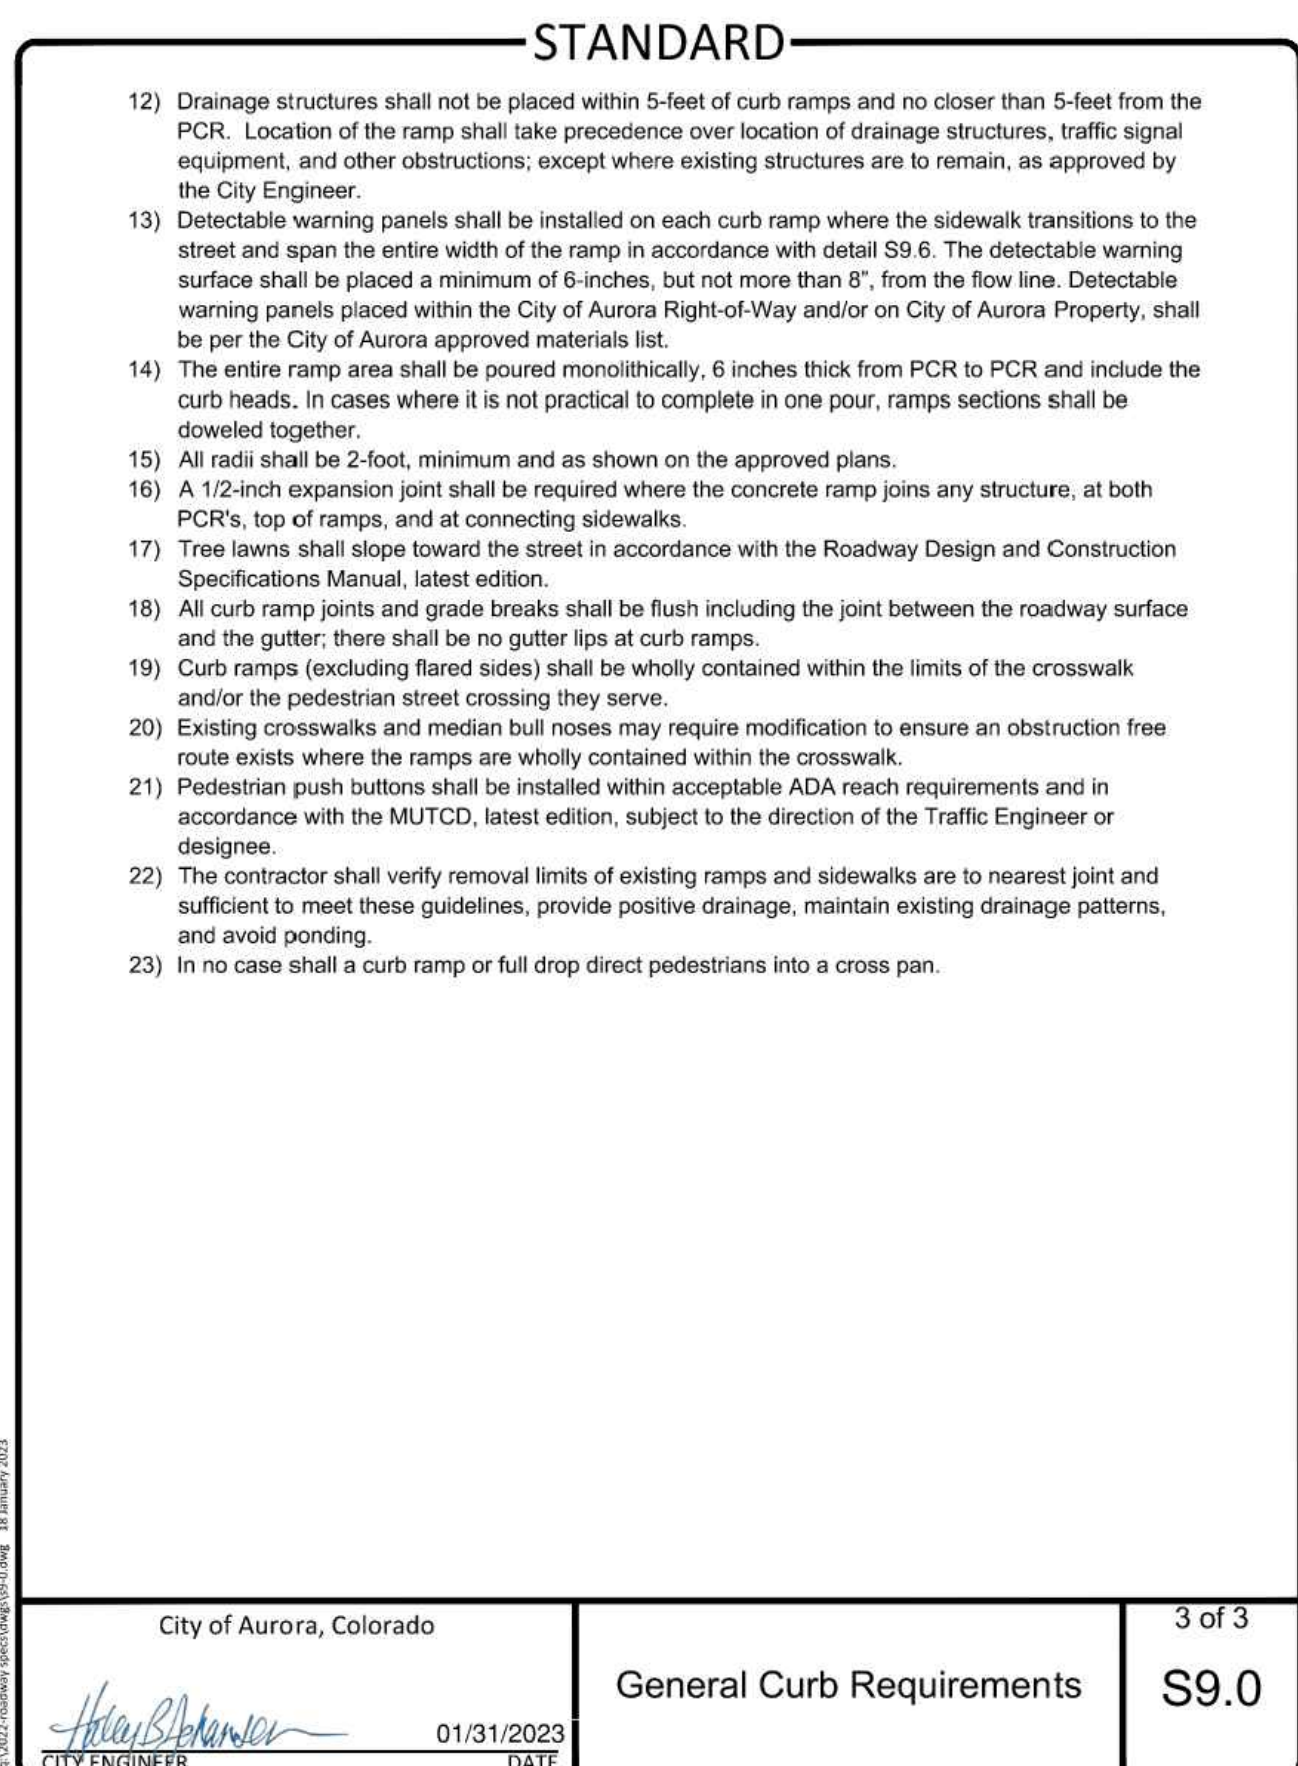 STANDARD
12) Drainage structures shall not be placed within 5-feet of curb ramps and no closer than 5-feet from the
PCR. Location of the ramp shall take precedence over location of drainage structures, traffic signal
equipment, and other obstructions; except where existing structures are to remain, as approved by
the City Engineer.
13) Detectable warning panels shall be installed on each curb ramp where the sidewalk transitions to the
street and span the entire width of the ramp in accordance with detail S9.6. The detectable warning
surface shall be placed a minimum of 6-inches, but not more than 8", from the flow line. Detectable
warning panels placed within the City of Aurora Right-of-Way and/or on City of Aurora Property, shall
be per the City of Aurora approved materials list.
14) The entire ramp area shall be poured monolithically, 6 inches thick from PCR to PCR and include the
curb heads. In cases where it is not practical to complete in one pour, ramps sections shall be
doweled together.
15) All radii shall be 2-foot, minimum and as shown on the approved plans.
16) A 1/2-inch expansion joint shall be required where the concrete ramp joins any structure, at both
PCR's, top of ramps, and at connecting sidewalks.
17) Tree lawns shall slope toward the street in accordance with the Roadway Design and Construction
Specifications Manual, latest edition.
18) All curb ramp joints and grade breaks shall be flush including the joint between the roadway surface
and the gutter; there shall be no gutter lips at curb ramps.
19) Curb ramps (excluding flared sides) shall be wholly contained within the limits of the crosswalk
and/or the pedestrian street crossing they serve.
20) Existing crosswalks and median bull noses may require modification to ensure an obstruction free
route exists where the ramps are wholly contained within the crosswalk.
21) Pedestrian push buttons shall be installed within acceptable ADA reach requirements and in
accordance with the MUTCD, latest edition, subject to the direction of the Traffic Engineer or
designee.
22) The contractor shall verify removal limits of existing ramps and sidewalks are to nearest joint and
sufficient to meet these guidelines, provide positive drainage, maintain existing drainage patterns,
and avoid ponding.
23) In no case shall a curb ramp or full drop direct pedestrians into a cross pan.
\2022-roadway specs\dwgs\s9-0.dwg 18 January 2023
City of Aurora, Colorado
01/31/2023
CITY ENGINEER DATE
General Curb Requirements
3 of 3
S9.0